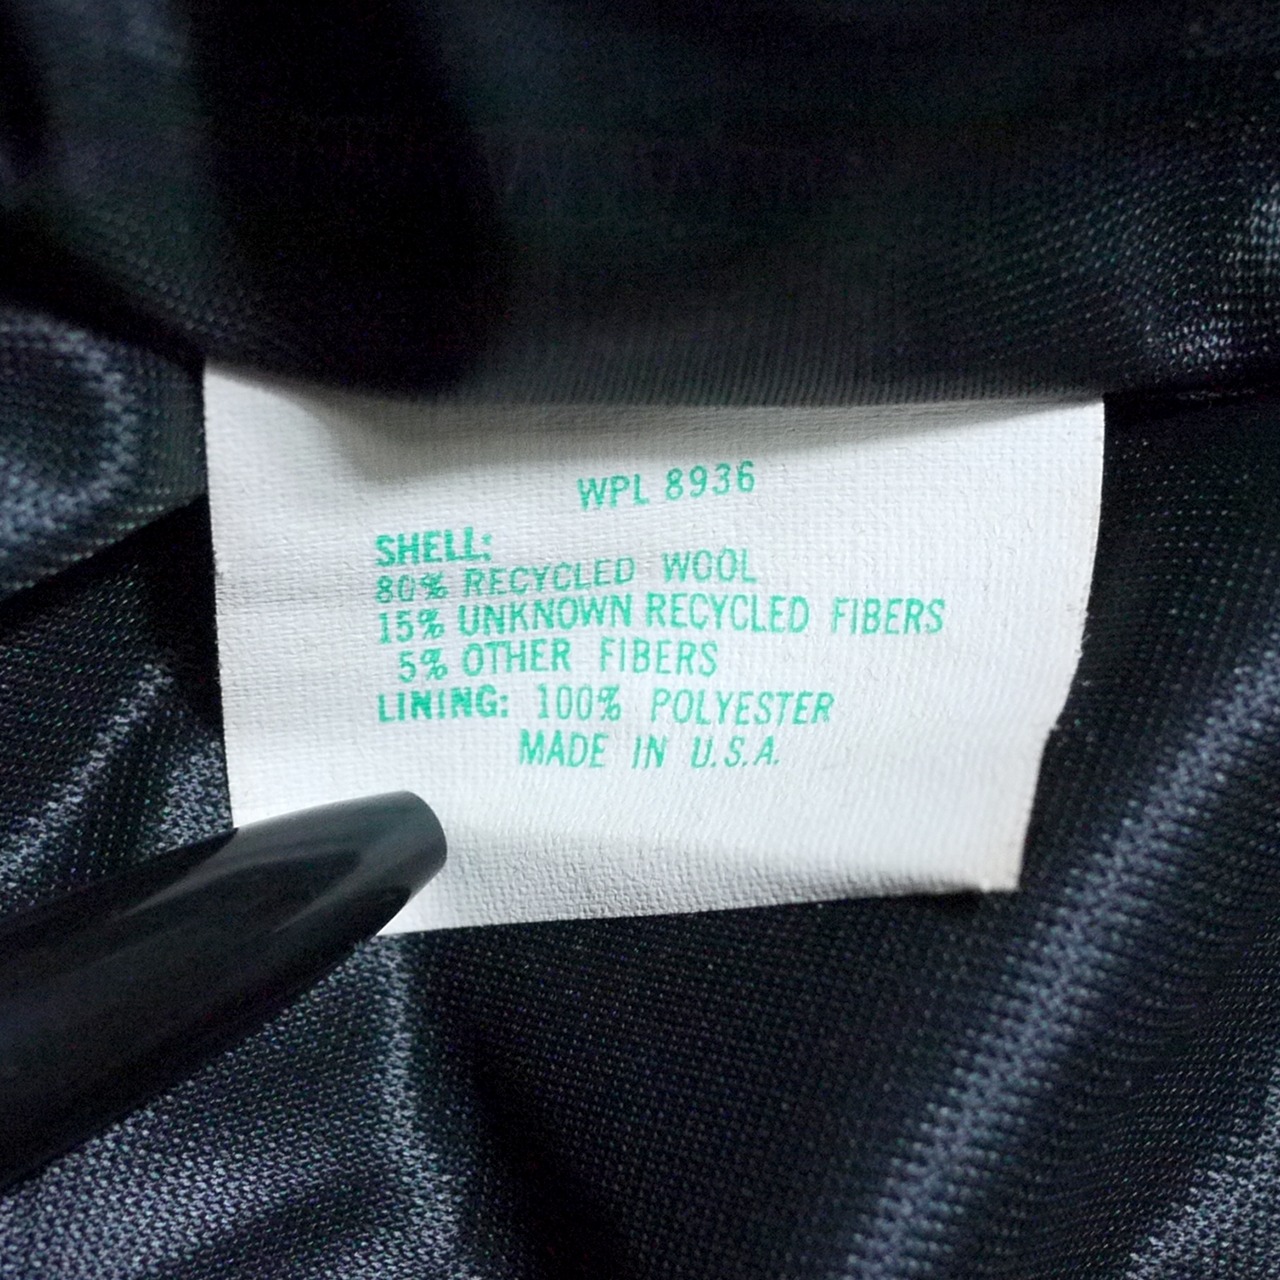 WPL 8936
SHELL:
80% RECYCLED WOOL
15% UNKNOWN RECYCLED FIBERS
5% OTHER FIBERS
LINING: 100% POLYESTER
MADE IN U.S.A.